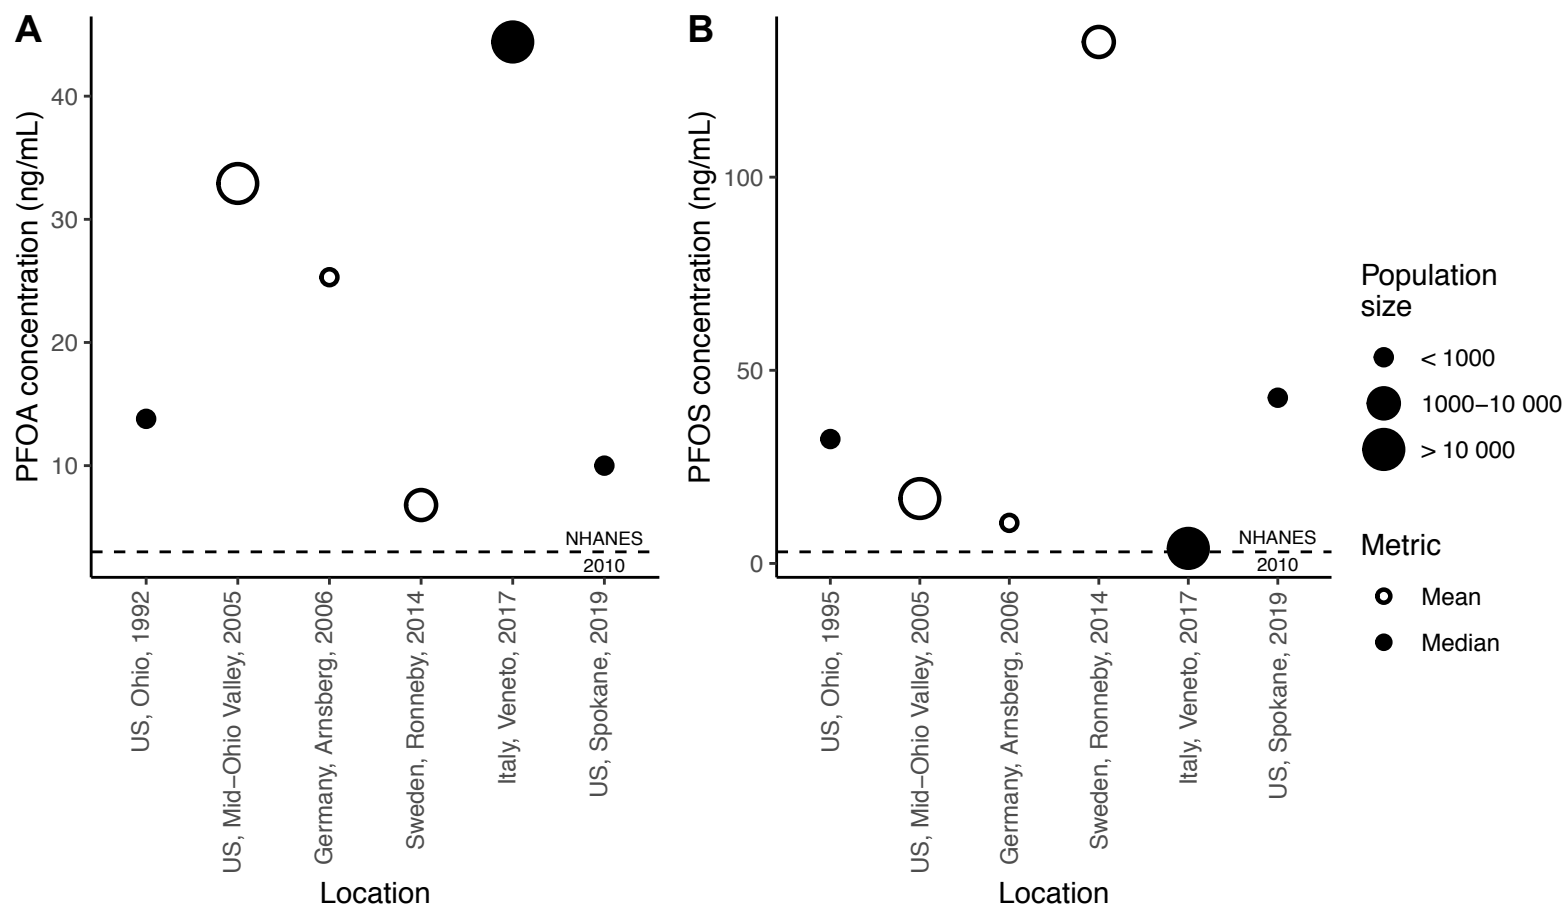 A
PFOA concentration (ng/mL)
40
30
20
10
NHANES
2010
US, Ohio, 1992
US, Mid−Ohio Valley, 2005
Germany, Arnsberg, 2006
Sweden, Ronneby, 2014
Italy, Veneto, 2017
US, Spokane, 2019
Location
B
PFOS concentration (ng/mL)
100
50
0
NHANES
2010
US, Ohio, 1995
US, Mid−Ohio Valley, 2005
Germany, Arnsberg, 2006
Sweden, Ronneby, 2014
Italy, Veneto, 2017
US, Spokane, 2019
Location
Population
size
< 1000
1000−10 000
> 10 000
Metric
Mean
Median